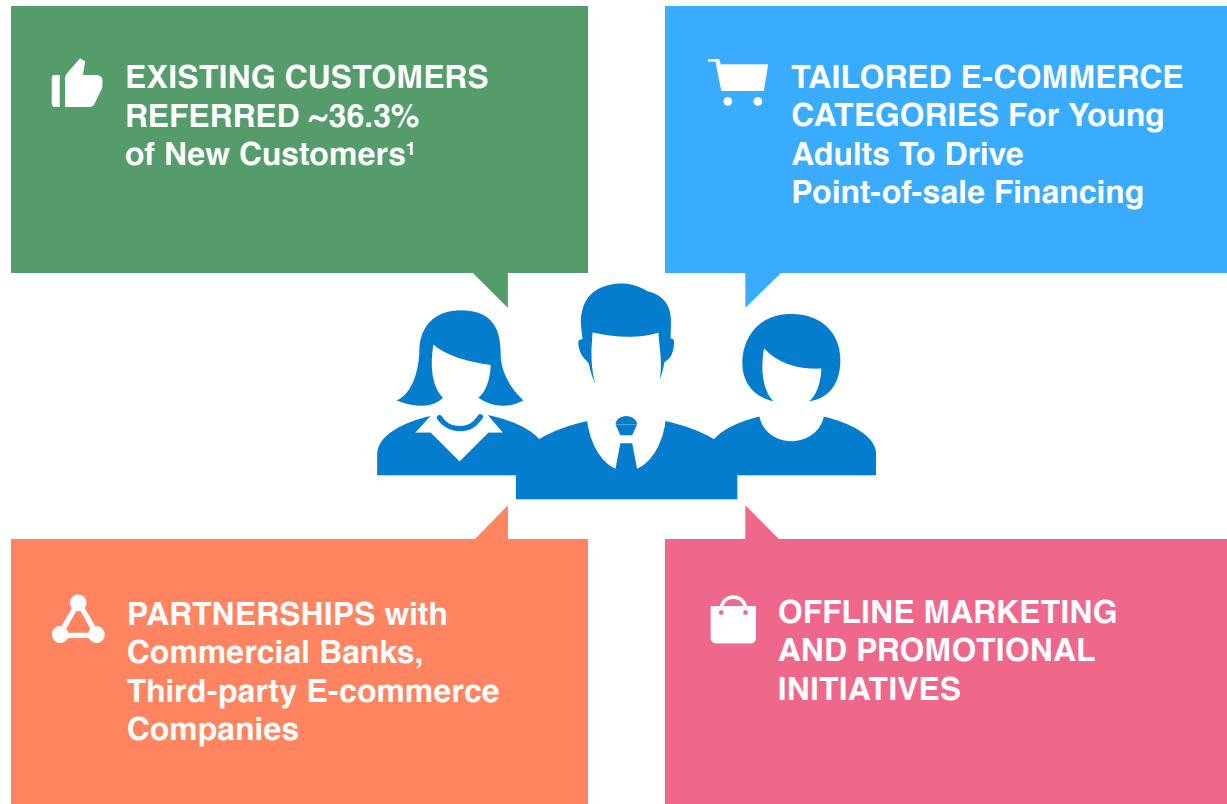 EXISTING CUSTOMERS
REFERRED ~36.3%
of New Customers¹
TAILORED E-COMMERCE
CATEGORIES For Young
Adults To Drive
Point-of-sale Financing
PARTNERSHIPS with
Commercial Banks,
Third-party E-commerce
Companies
OFFLINE MARKETING
AND PROMOTIONAL
INITIATIVES